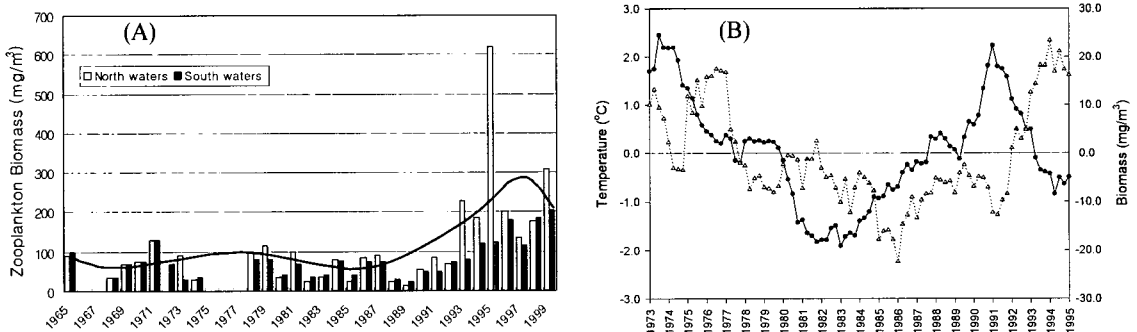 (A)
Zooplankton Biomass (mg/m³)
700
600
500
400
300
200
100
0
North waters South waters
1965 1967 1969 1971 1973 1975 1977 1979 1981 1983 1985 1987 1989 1991 1993 1995 1997 1999
(B)
Temperature (°C)
3.0
2.0
1.0
0.0
-1.0
-2.0
-3.0
30.0
20.0
10.0
0.0
-10.0
-20.0
-30.0
Biomass (mg/m³)
1973 1974 1975 1976 1977 1978 1979 1980 1981 1982 1983 1984 1985 1986 1987 1988 1989 1990 1991 1992 1993 1994 1995